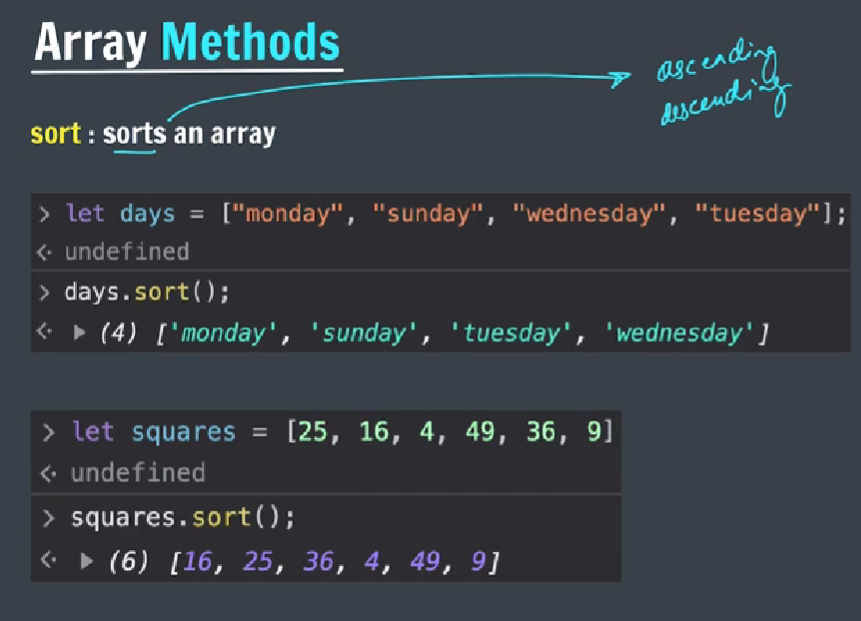 Array Methods
ascending
descending
sort : sorts an array
> let days = ["monday", "sunday", "wednesday", "tuesday"];
<· undefined
> days.sort();
<· ▶ (4) ['monday', 'sunday', 'tuesday', 'wednesday']
> let squares = [25, 16, 4, 49, 36, 9]
<· undefined
> squares.sort();
<· ▶ (6) [16, 25, 36, 4, 49, 9]